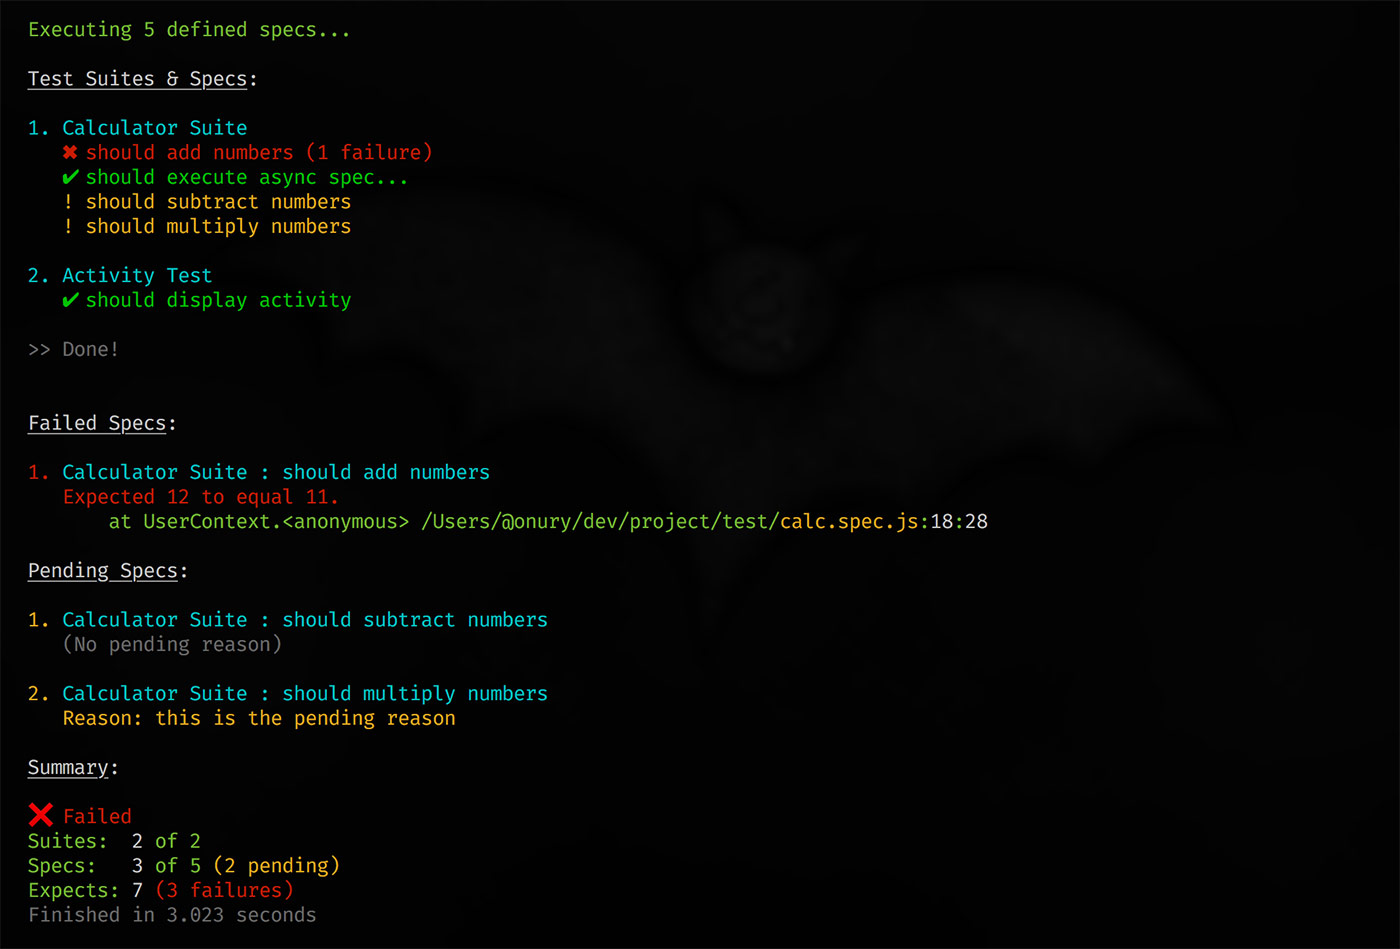 Executing 5 defined specs...
Test Suites & Specs:
1. Calculator Suite
✖ should add numbers (1 failure)
✔ should execute async spec...
! should subtract numbers
! should multiply numbers
2. Activity Test
✔ should display activity
>> Done!
Failed Specs:
1. Calculator Suite : should add numbers
Expected 12 to equal 11.
at UserContext.<anonymous> /Users/@onury/dev/project/test/calc.spec.js:18:28
Pending Specs:
1. Calculator Suite : should subtract numbers
(No pending reason)
2. Calculator Suite : should multiply numbers
Reason: this is the pending reason
Summary:
❌ Failed
Suites: 2 of 2
Specs: 3 of 5 (2 pending)
Expects: 7 (3 failures)
Finished in 3.023 seconds